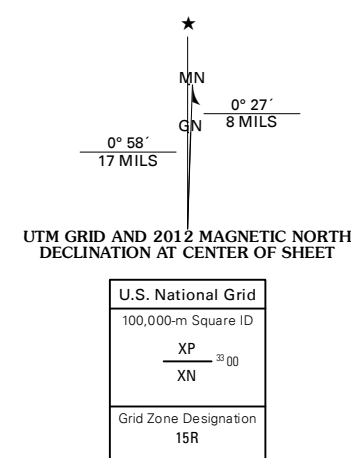 ★
MN
GN
0° 27´
8 MILS
0° 58´
17 MILS
UTM GRID AND 2012 MAGNETIC NORTH
DECLINATION AT CENTER OF SHEET
U.S. National Grid
100,000-m Square ID
XP
33 00
XN
Grid Zone Designation
15R